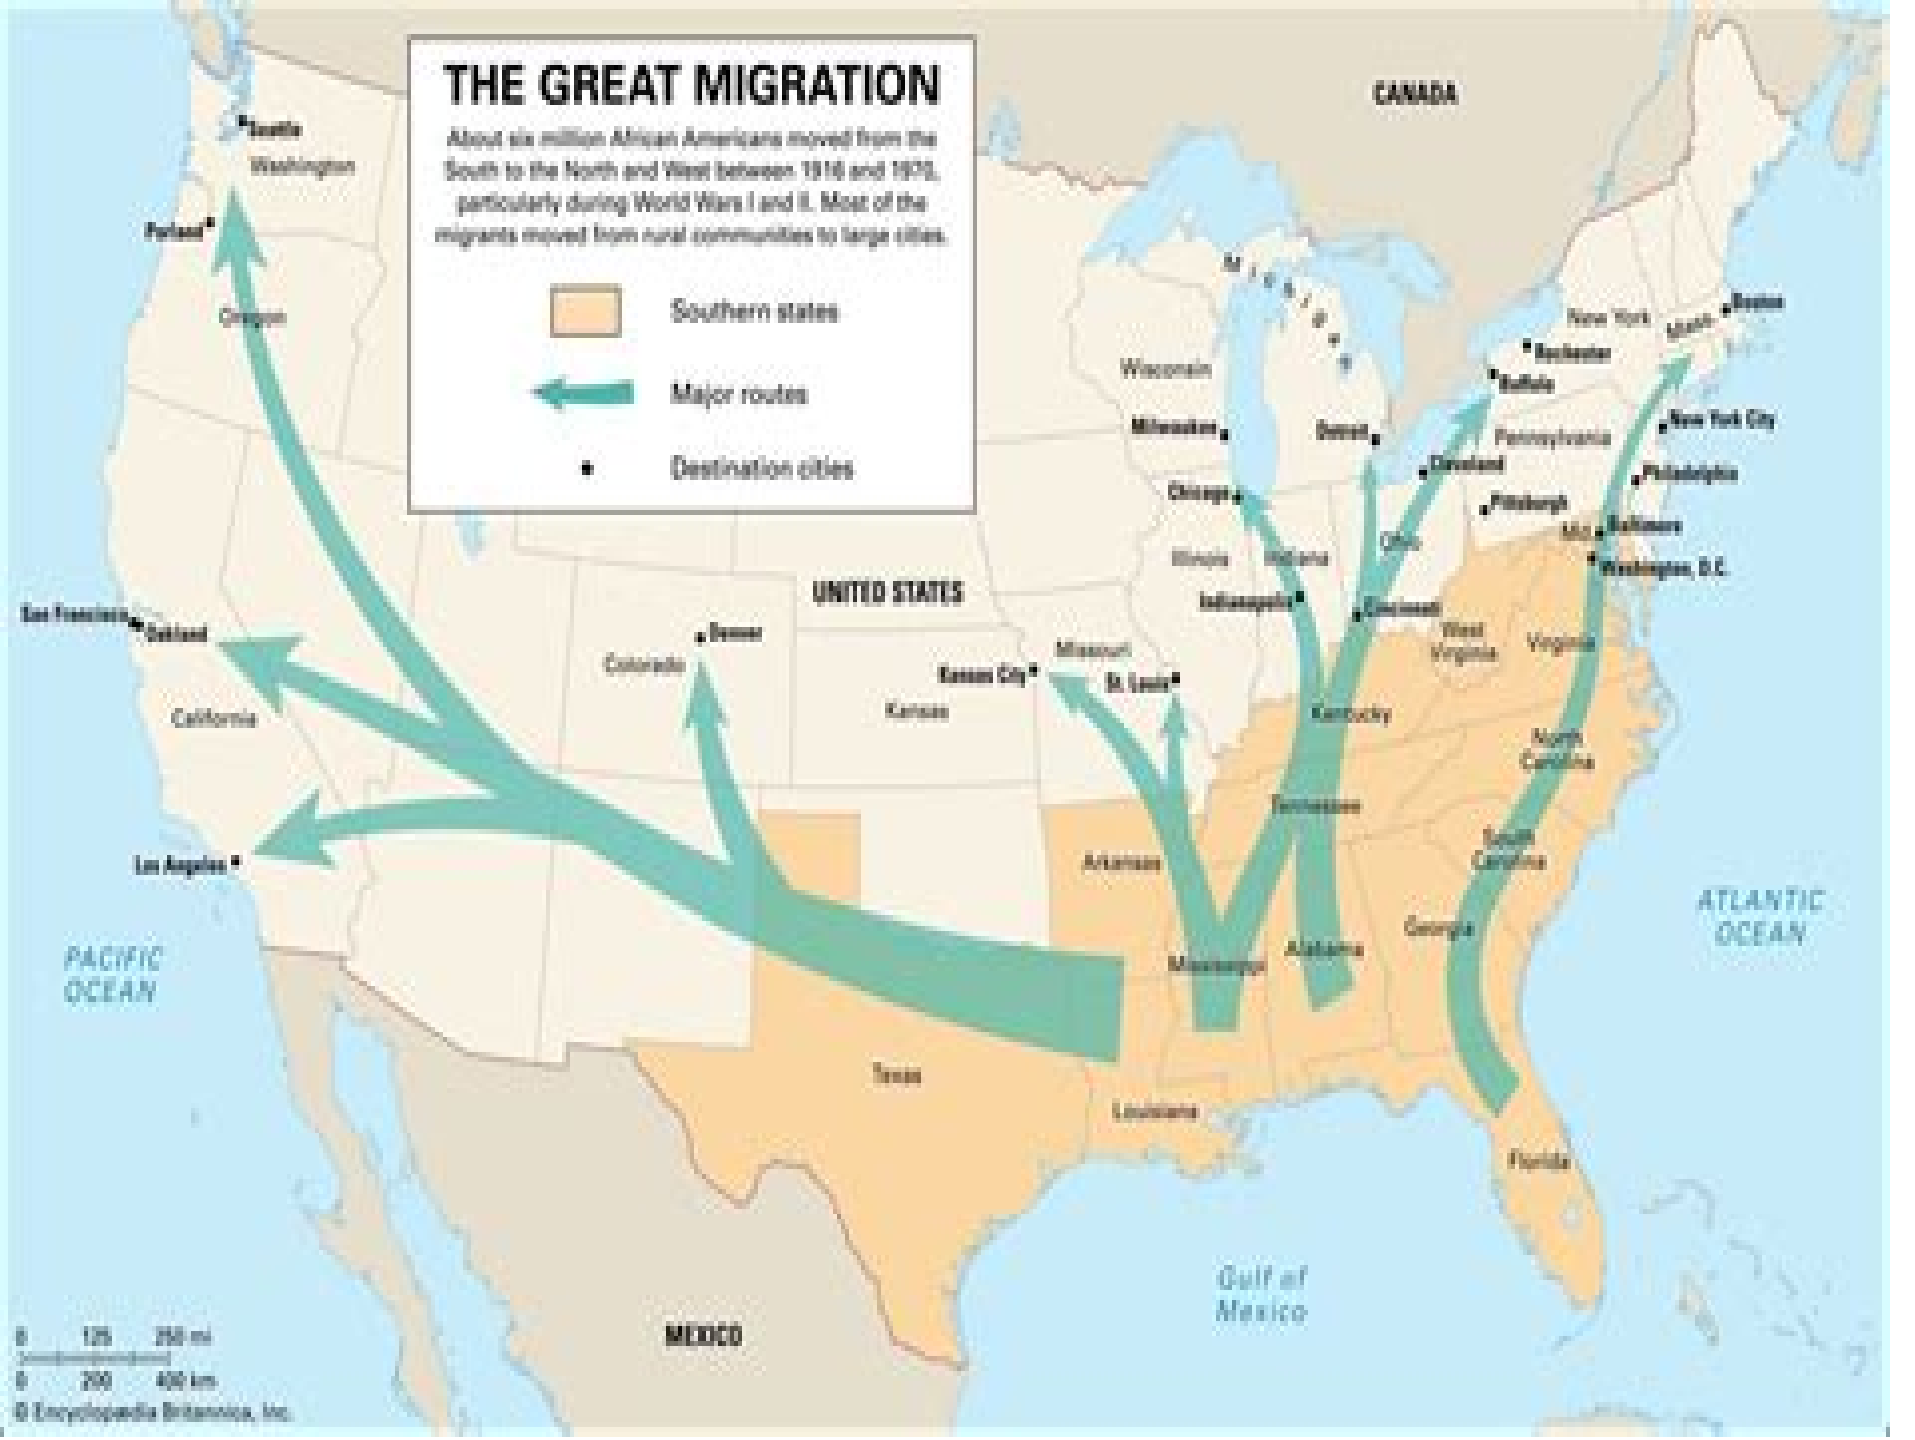 THE GREAT MIGRATION
About six million African Americans moved from the
South to the North and West between 1916 and 1970,
particularly during World Wars I and II. Most of the
migrants moved from rural communities to large cities.
Southern states
Major routes
Destination cities
CANADA
Seattle
Washington
Portland
Oregon
Michigan
Boston
New York
Mass.
Rochester
Buffalo
Wisconsin
Milwaukee
Detroit
New York City
Pennsylvania
Cleveland
Philadelphia
Chicago
Pittsburgh
Md.
Baltimore
Illinois
Indiana
Ohio
Washington, D.C.
UNITED STATES
Indianapolis
Cincinnati
San Francisco
Oakland
Denver
Colorado
Missouri
West
Virginia
Virginia
Kansas City
St. Louis
California
Kansas
Kentucky
North
Carolina
Tennessee
South
Carolina
Los Angeles
Arkansas
ATLANTIC
OCEAN
Georgia
Alabama
Mississippi
PACIFIC
OCEAN
Texas
Louisiana
Florida
Gulf of
Mexico
MEXICO
0 125 250 mi
0 200 400 km
© Encyclopædia Britannica, Inc.